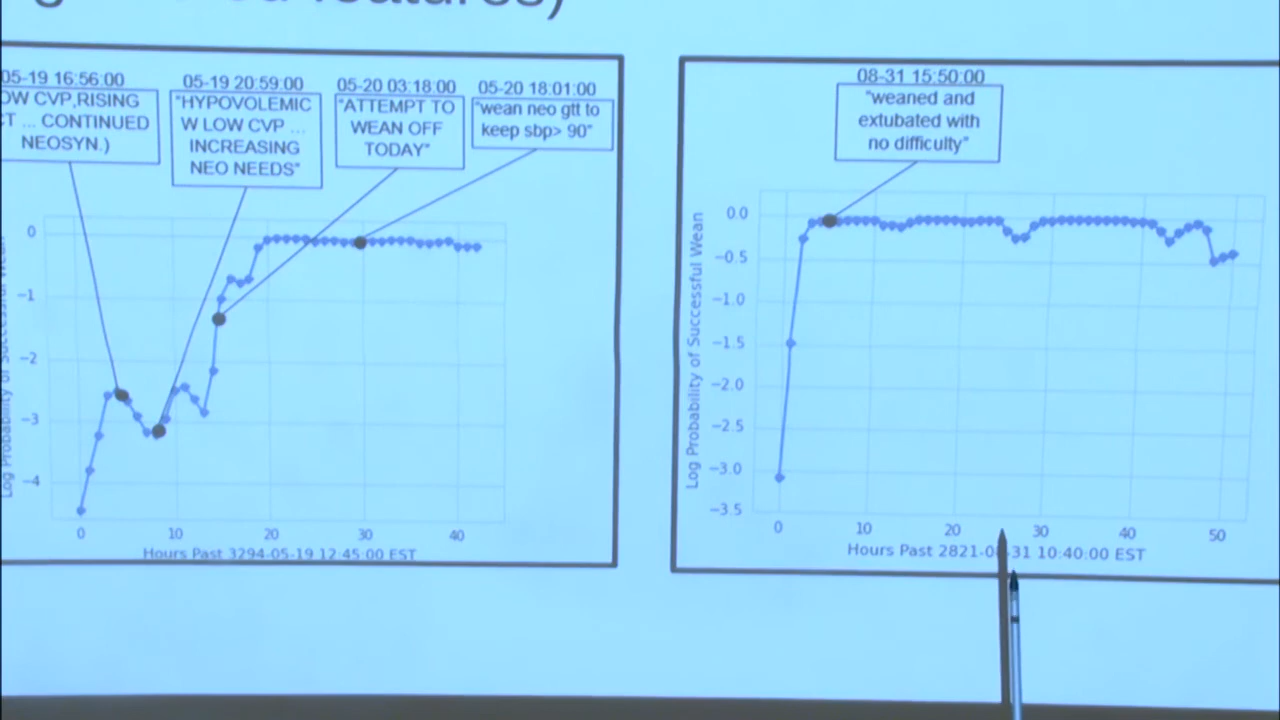 features)
05-19 16:56:00
OW CVP,RISING
CT ... CONTINUED
NEOSYN.)
05-19 20:59:00
"HYPOVOLEMIC
W LOW CVP ...
INCREASING
NEO NEEDS"
05-20 03:18:00
"ATTEMPT TO
WEAN OFF
TODAY"
05-20 18:01:00
"wean neo gtt to
keep sbp> 90"
0
−1
−2
−3
−4
Log Probability of Successful Wean
0 10 20 30 40
Hours Past 3294-05-19 12:45:00 EST
08-31 15:50:00
"weaned and
extubated with
no difficulty"
0.0
−0.5
−1.0
−1.5
−2.0
−2.5
−3.0
−3.5
Log Probability of Successful Wean
0 10 20 30 40 50
Hours Past 2821-08-31 10:40:00 EST